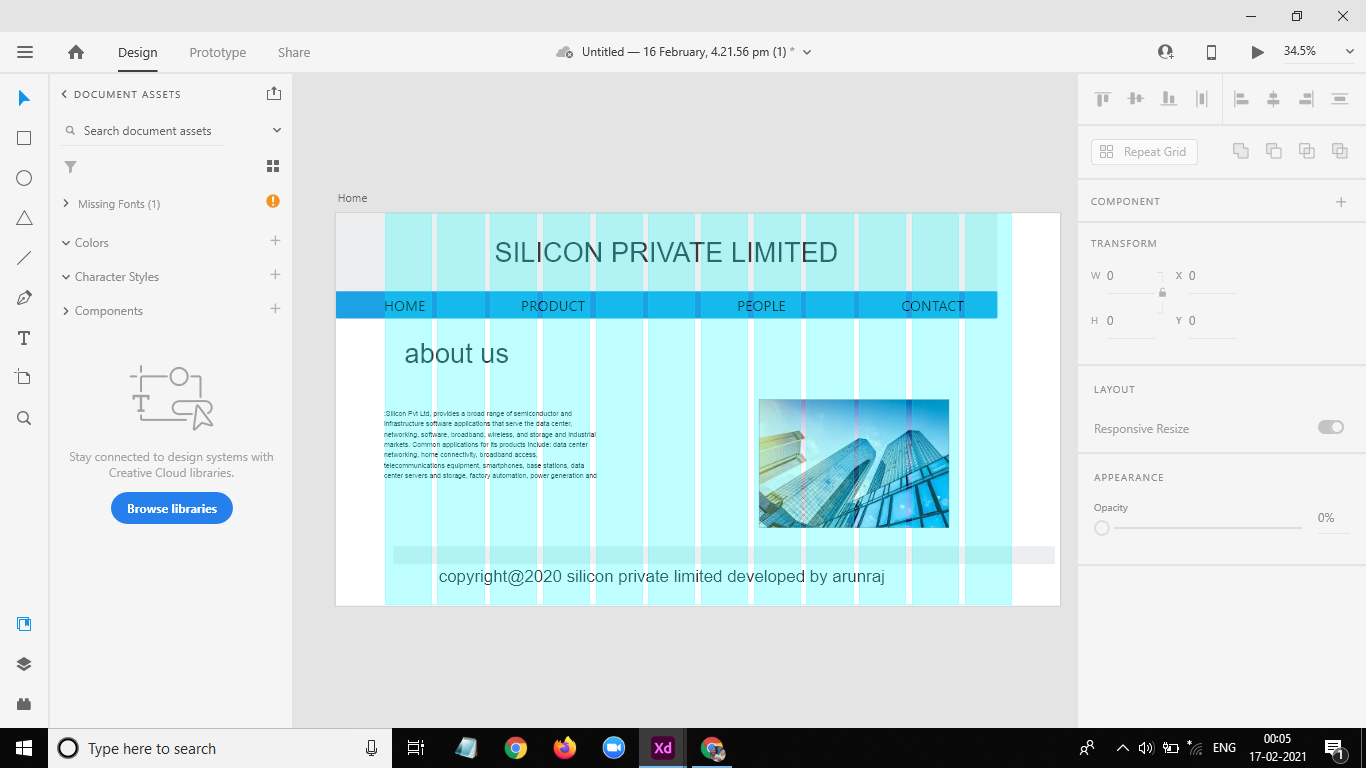 Design
Prototype
Share
Untitled — 16 February, 4.21.56 pm (1) *
34.5%
DOCUMENT ASSETS
Search document assets
Missing Fonts (1)
Colors
Character Styles
Components
Stay connected to design systems with
Creative Cloud libraries.
Browse libraries
Home
SILICON PRIVATE LIMITED
HOME PRODUCT PEOPLE CONTACT
about us
:Silicon Pvt Ltd, provides a broad range of semiconductor and
infrastructure software applications that serve the data center,
networking, software, broadband, wireless, and storage and industrial
markets. Common applications for its products include: data center
networking, home connectivity, broadband access,
telecommunications equipment, smartphones, base stations, data
center servers and storage, factory automation, power generation and
copyright@2020 silicon private limited developed by arunraj
Repeat Grid
COMPONENT
TRANSFORM
W 0 X 0
H 0 Y 0
LAYOUT
Responsive Resize
APPEARANCE
Opacity
0%
Type here to search
Xd
ENG
00:05
17-02-2021
1